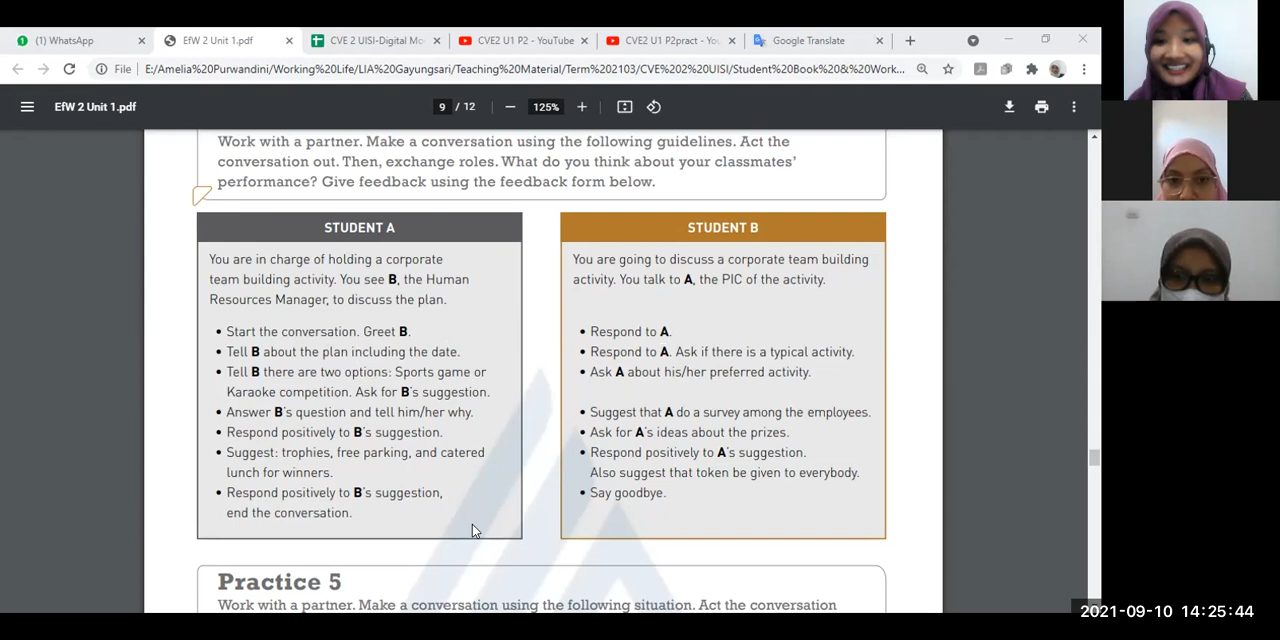 (1) WhatsApp
EfW 2 Unit 1.pdf
CVE 2 UISI-Digital Mo
CVE2 U1 P2 - YouTube
CVE2 U1 P2pract - You
Google Translate
File
E:/Amelia%20Purwandini/Working%20Life/LIA%20Gayungsari/Teaching%20Material/Term%202103/CVE%202%20UISI/Student%20Book%20&%20Work...
EfW 2 Unit 1.pdf
9 / 12
125%
Work with a partner. Make a conversation using the following guidelines. Act the
conversation out. Then, exchange roles. What do you think about your classmates'
performance? Give feedback using the feedback form below.
STUDENT A
You are in charge of holding a corporate
team building activity. You see B, the Human
Resources Manager, to discuss the plan.
• Start the conversation. Greet B.
• Tell B about the plan including the date.
• Tell B there are two options: Sports game or
Karaoke competition. Ask for B's suggestion.
• Answer B's question and tell him/her why.
• Respond positively to B's suggestion.
• Suggest: trophies, free parking, and catered
lunch for winners.
• Respond positively to B's suggestion,
end the conversation.
STUDENT B
You are going to discuss a corporate team building
activity. You talk to A, the PIC of the activity.
• Respond to A.
• Respond to A. Ask if there is a typical activity.
• Ask A about his/her preferred activity.
• Suggest that A do a survey among the employees.
• Ask for A's ideas about the prizes.
• Respond positively to A's suggestion.
Also suggest that token be given to everybody.
• Say goodbye.
Practice 5
Work with a partner. Make a conversation using the following situation. Act the conversation
2021-09-10 14:25:44